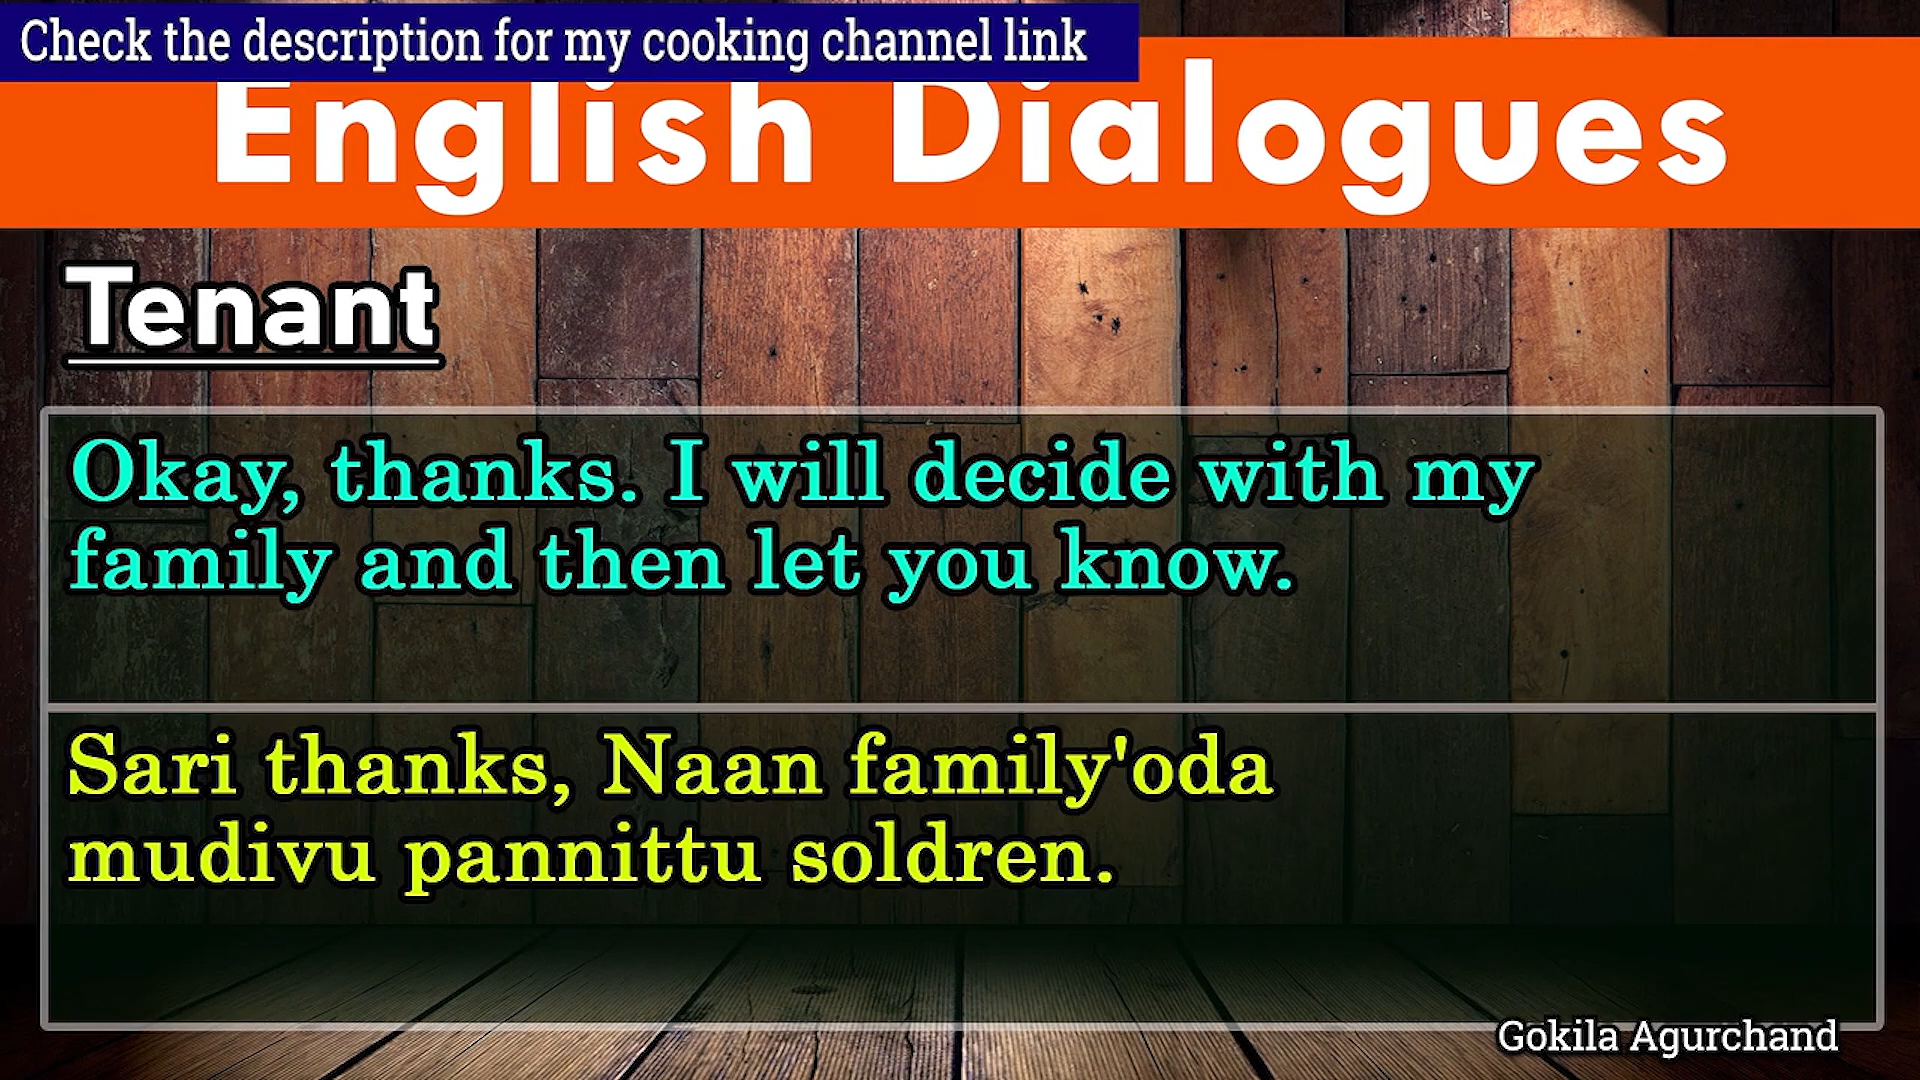 Check the description for my cooking channel link
English Dialogues
Tenant
Okay, thanks. I will decide with my
family and then let you know.
Sari thanks, Naan family'oda
mudivu pannittu soldren.
Gokila Agurchand